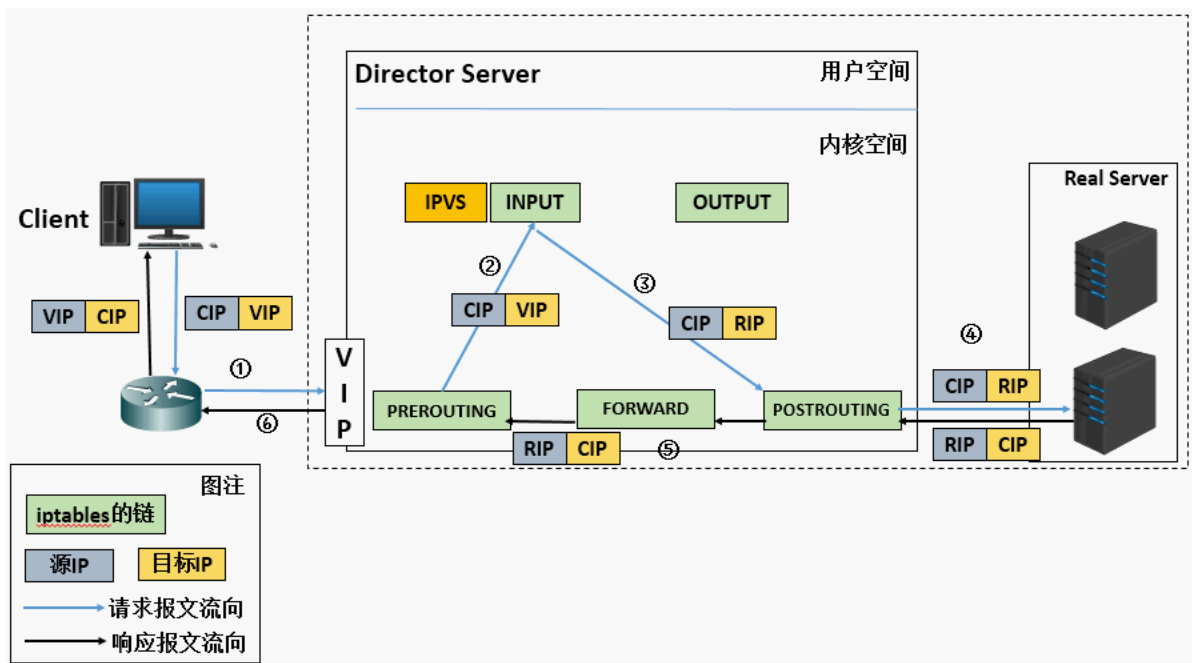 Director Server
用户空间
内核空间
Real Server
IPVS
INPUT
OUTPUT
Client
②
③
VIP CIP
CIP VIP
CIP VIP
CIP RIP
④
①
V
I
P
CIP RIP
PREROUTING
FORWARD
POSTROUTING
⑥
RIP CIP
⑤
RIP CIP
图注
iptables的链
源IP
目标IP
请求报文流向
响应报文流向